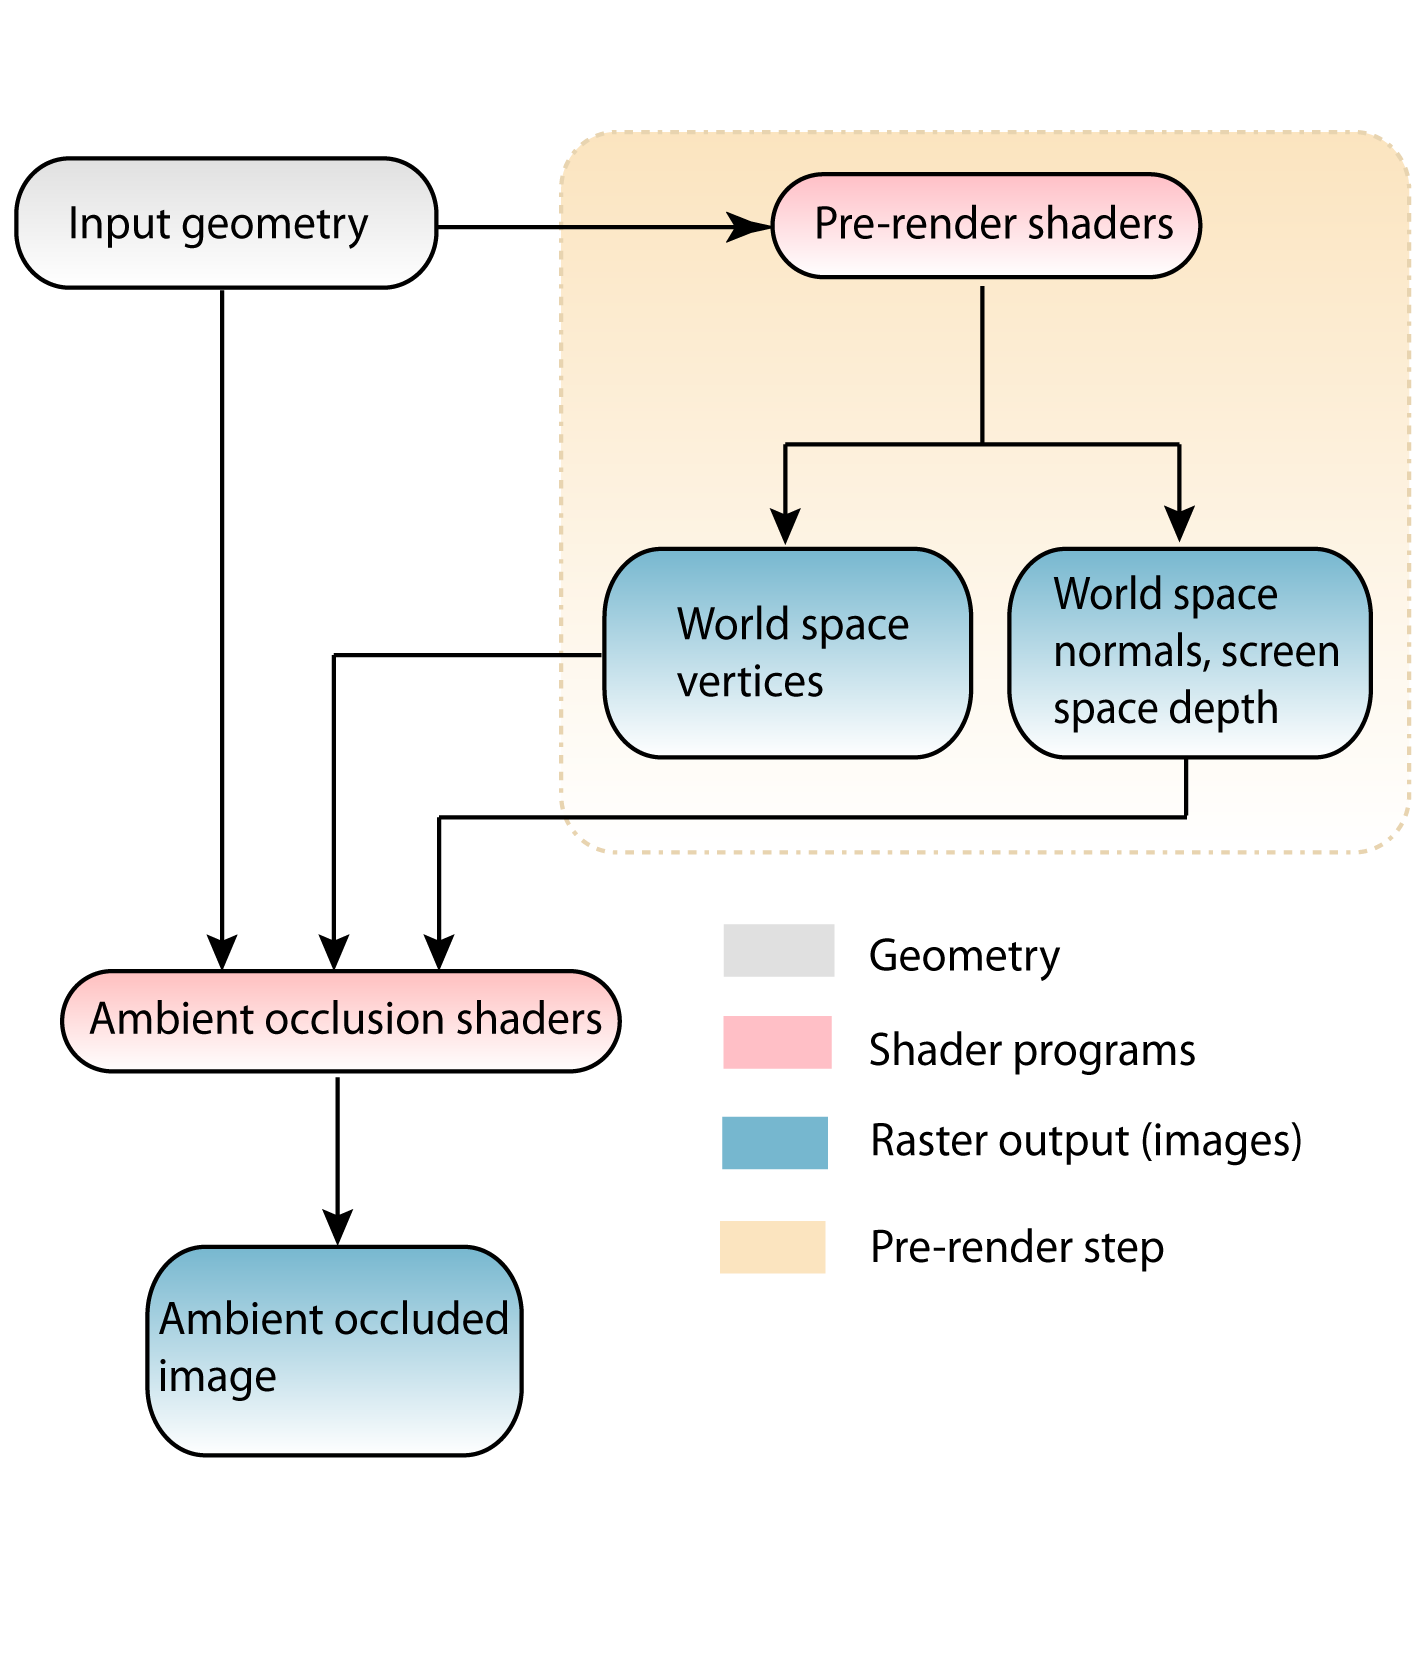 Input geometry
Pre-render shaders
World space
vertices
World space
normals, screen
space depth
Ambient occlusion shaders
Ambient occluded
image
Geometry
Shader programs
Raster output (images)
Pre-render step